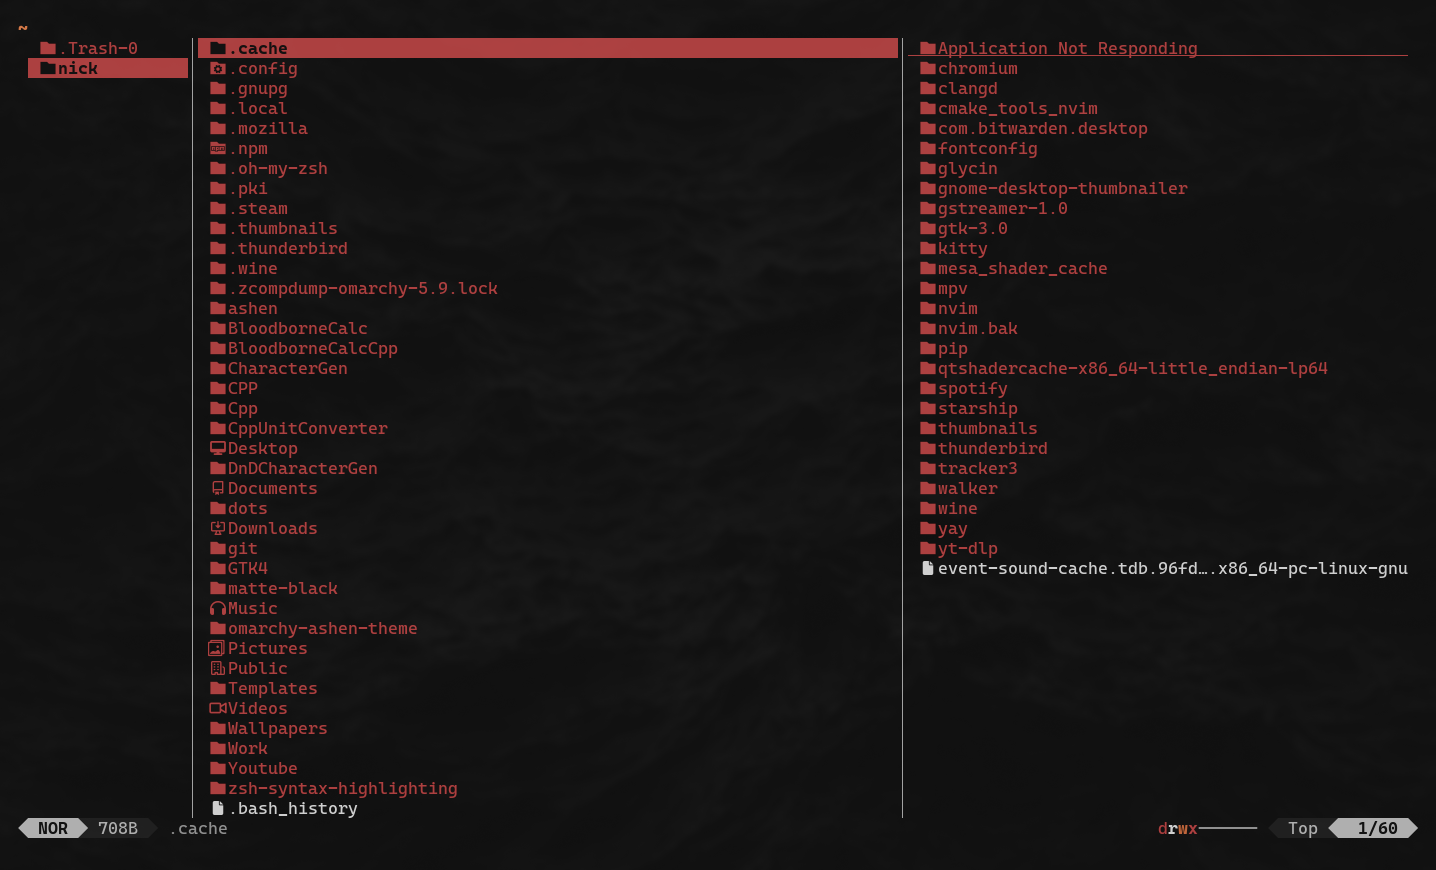 ~
.Trash-0
nick
.cache
.config
.gnupg
.local
.mozilla
.npm
.oh-my-zsh
.pki
.steam
.thumbnails
.thunderbird
.wine
.zcompdump-omarchy-5.9.lock
ashen
BloodborneCalc
BloodborneCalcCpp
CharacterGen
CPP
Cpp
CppUnitConverter
Desktop
DnDCharacterGen
Documents
dots
Downloads
git
GTK4
matte-black
Music
omarchy-ashen-theme
Pictures
Public
Templates
Videos
Wallpapers
Work
Youtube
zsh-syntax-highlighting
.bash_history
Application Not Responding
chromium
clangd
cmake_tools_nvim
com.bitwarden.desktop
fontconfig
glycin
gnome-desktop-thumbnailer
gstreamer-1.0
gtk-3.0
kitty
mesa_shader_cache
mpv
nvim
nvim.bak
pip
qtshadercache-x86_64-little_endian-lp64
spotify
starship
thumbnails
thunderbird
tracker3
walker
wine
yay
yt-dlp
event-sound-cache.tdb.96fd….x86_64-pc-linux-gnu
NOR 708B .cache drwx------ Top 1/60